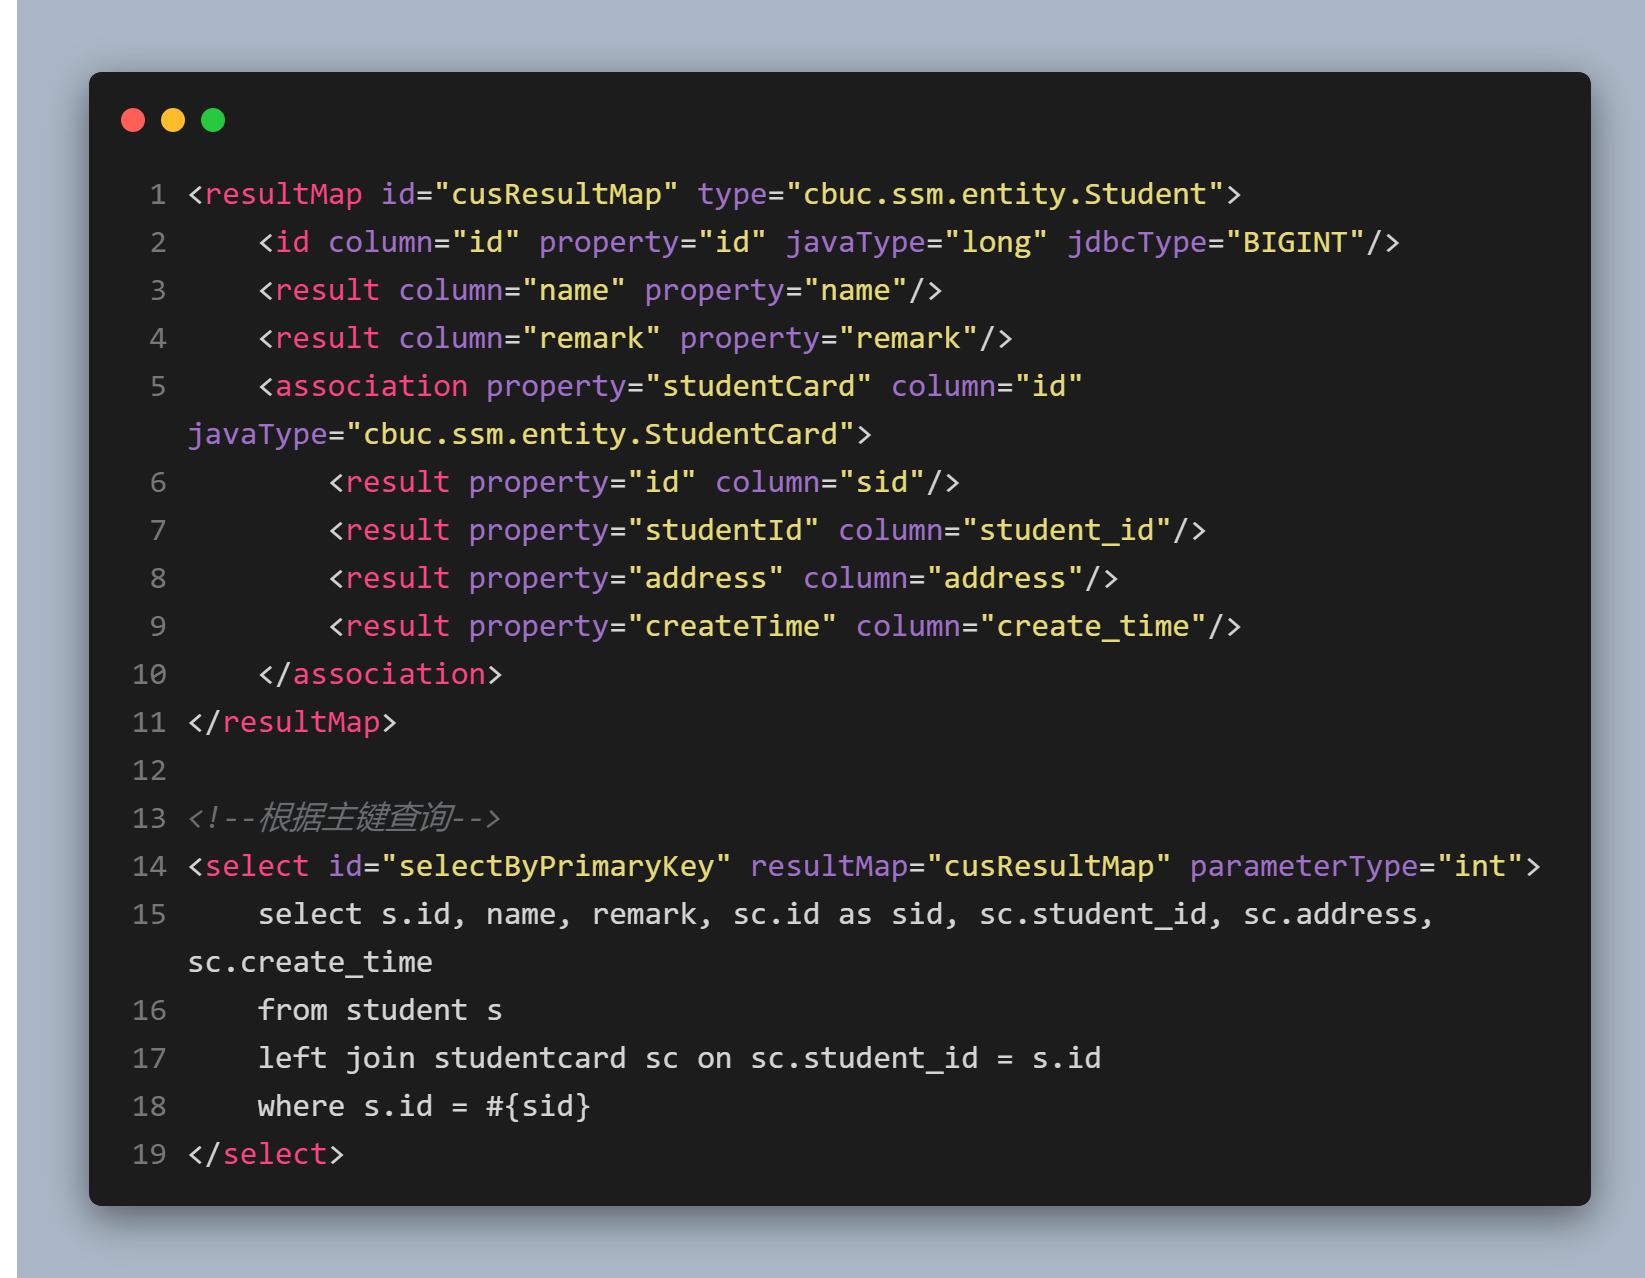 1 <resultMap id="cusResultMap" type="cbuc.ssm.entity.Student">
2     <id column="id" property="id" javaType="long" jdbcType="BIGINT"/>
3     <result column="name" property="name"/>
4     <result column="remark" property="remark"/>
5     <association property="studentCard" column="id"
javaType="cbuc.ssm.entity.StudentCard">
6         <result property="id" column="sid"/>
7         <result property="studentId" column="student_id"/>
8         <result property="address" column="address"/>
9         <result property="createTime" column="create_time"/>
10     </association>
11 </resultMap>
12
13 <!--根据主键查询-->
14 <select id="selectByPrimaryKey" resultMap="cusResultMap" parameterType="int">
15     select s.id, name, remark, sc.id as sid, sc.student_id, sc.address,
sc.create_time
16     from student s
17     left join studentcard sc on sc.student_id = s.id
18     where s.id = #{sid}
19 </select>